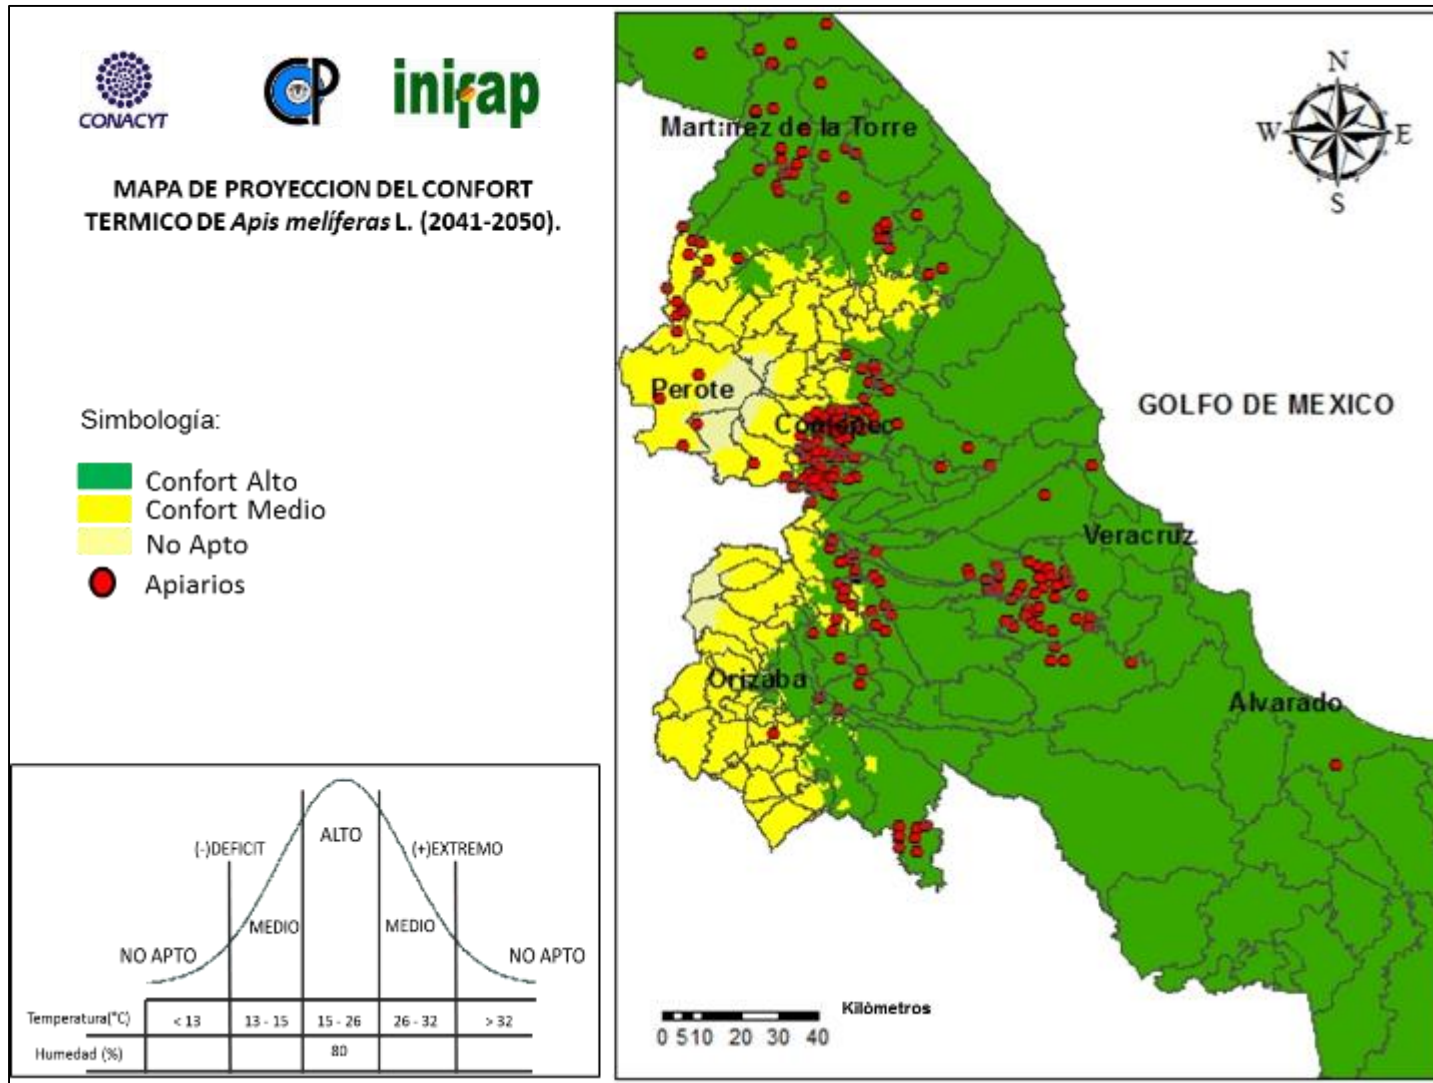 CONACYT
CP
inifap
MAPA DE PROYECCION DEL CONFORT
TERMICO DE Apis melíferas L. (2041-2050).
Simbología:
Confort Alto
Confort Medio
No Apto
Apiarios
Martinez de la Torre
Perote
Coatepec
GOLFO DE MEXICO
Veracruz
Orizaba
Alvarado
N
W E
S
Kilòmetros
0 5 10 20 30 40
ALTO
(-)DEFICIT (+)EXTREMO
MEDIO MEDIO
NO APTO NO APTO
Temperatura(°C) < 13 13 - 15 15 - 26 26 - 32 > 32
Humedad (%) 80